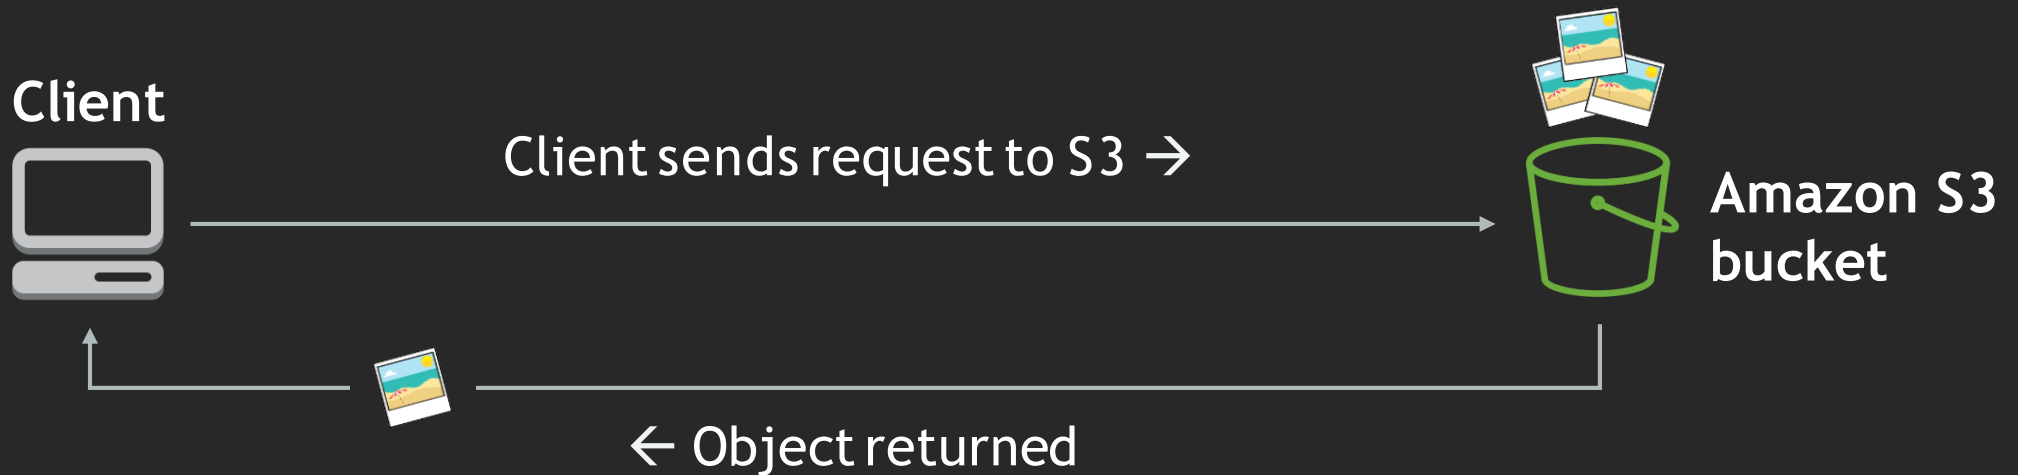 Client
Client sends request to S3 →
Amazon S3
bucket
← Object returned